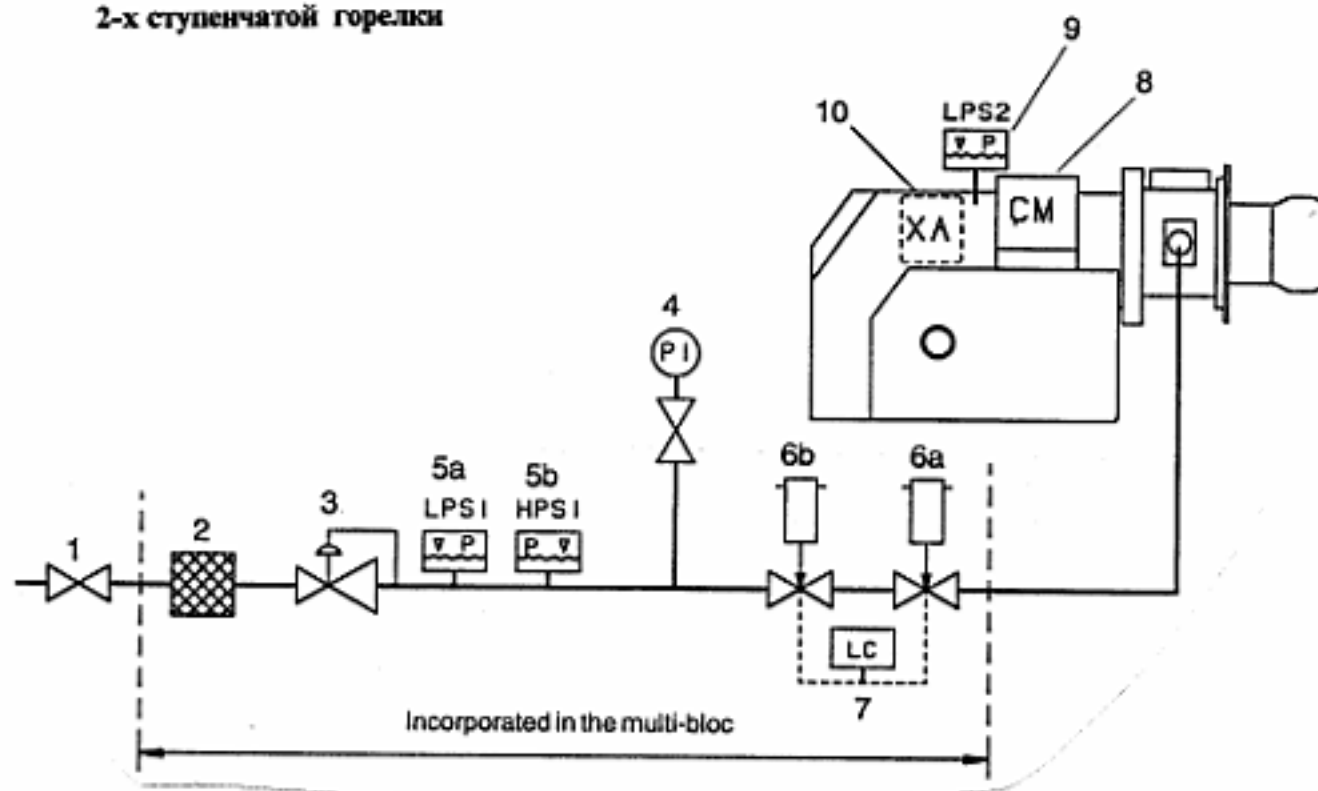 2-х ступенчатой горелки
9
8
LPS2
10
P
ХΛ
CM
4
PI
6b
6a
5a
5b
3
LPS1
HPS1
2
P
P
1
LC
7
Incorporated in the multi-bloc